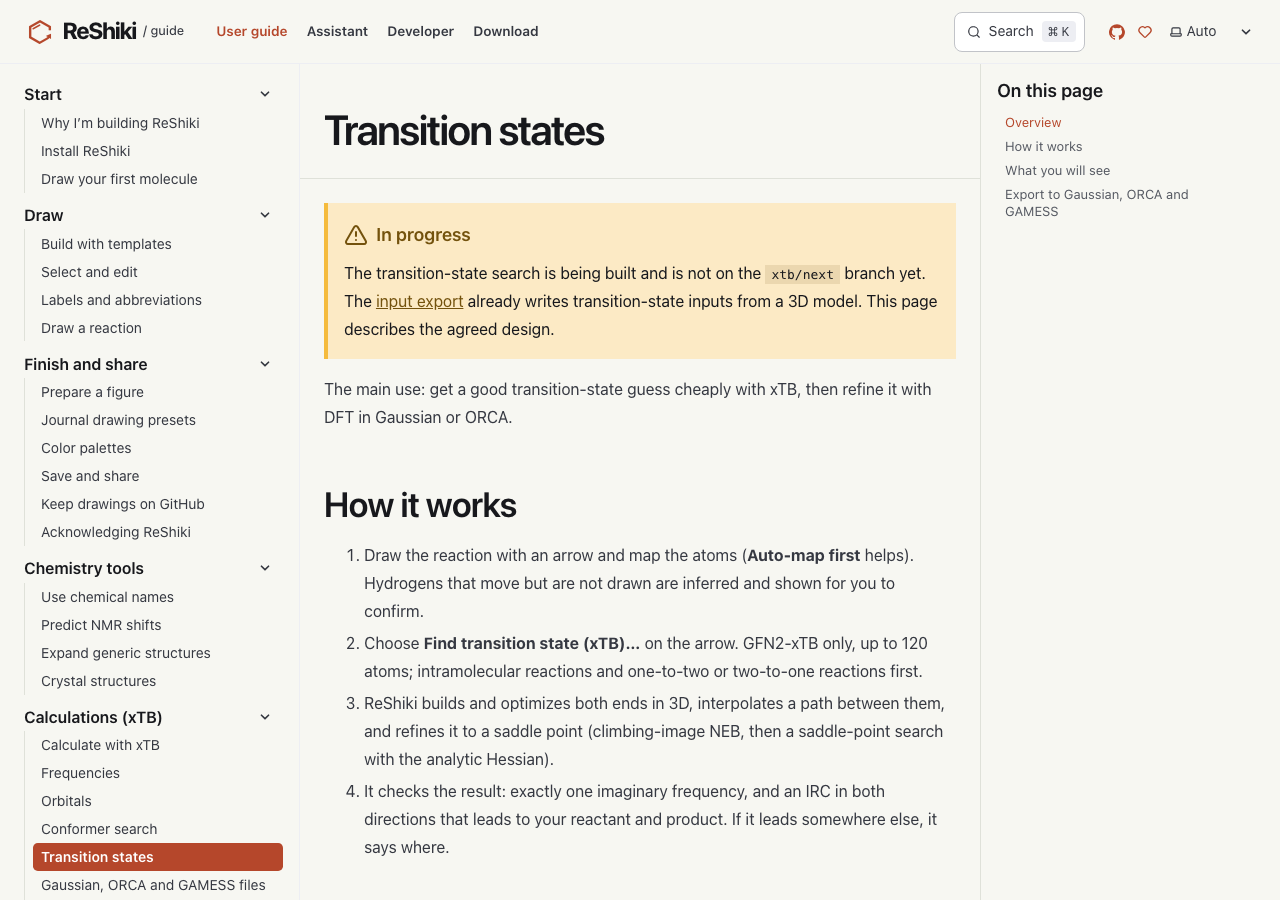 ReShiki / guide
User guide
Assistant
Developer
Download
Search ⌘ K
Auto
Start
Why I’m building ReShiki
Install ReShiki
Draw your first molecule
Draw
Build with templates
Select and edit
Labels and abbreviations
Draw a reaction
Finish and share
Prepare a figure
Journal drawing presets
Color palettes
Save and share
Keep drawings on GitHub
Acknowledging ReShiki
Chemistry tools
Use chemical names
Predict NMR shifts
Expand generic structures
Crystal structures
Calculations (xTB)
Calculate with xTB
Frequencies
Orbitals
Conformer search
Transition states
Gaussian, ORCA and GAMESS files
Transition states
In progress
The transition-state search is being built and is not on the xtb/next branch yet.
The input export already writes transition-state inputs from a 3D model. This page
describes the agreed design.
The main use: get a good transition-state guess cheaply with xTB, then refine it with
DFT in Gaussian or ORCA.
How it works
1. Draw the reaction with an arrow and map the atoms (Auto-map first helps).
Hydrogens that move but are not drawn are inferred and shown for you to
confirm.
2. Choose Find transition state (xTB)… on the arrow. GFN2-xTB only, up to 120
atoms; intramolecular reactions and one-to-two or two-to-one reactions first.
3. ReShiki builds and optimizes both ends in 3D, interpolates a path between them,
and refines it to a saddle point (climbing-image NEB, then a saddle-point search
with the analytic Hessian).
4. It checks the result: exactly one imaginary frequency, and an IRC in both
directions that leads to your reactant and product. If it leads somewhere else, it
says where.
On this page
Overview
How it works
What you will see
Export to Gaussian, ORCA and
GAMESS